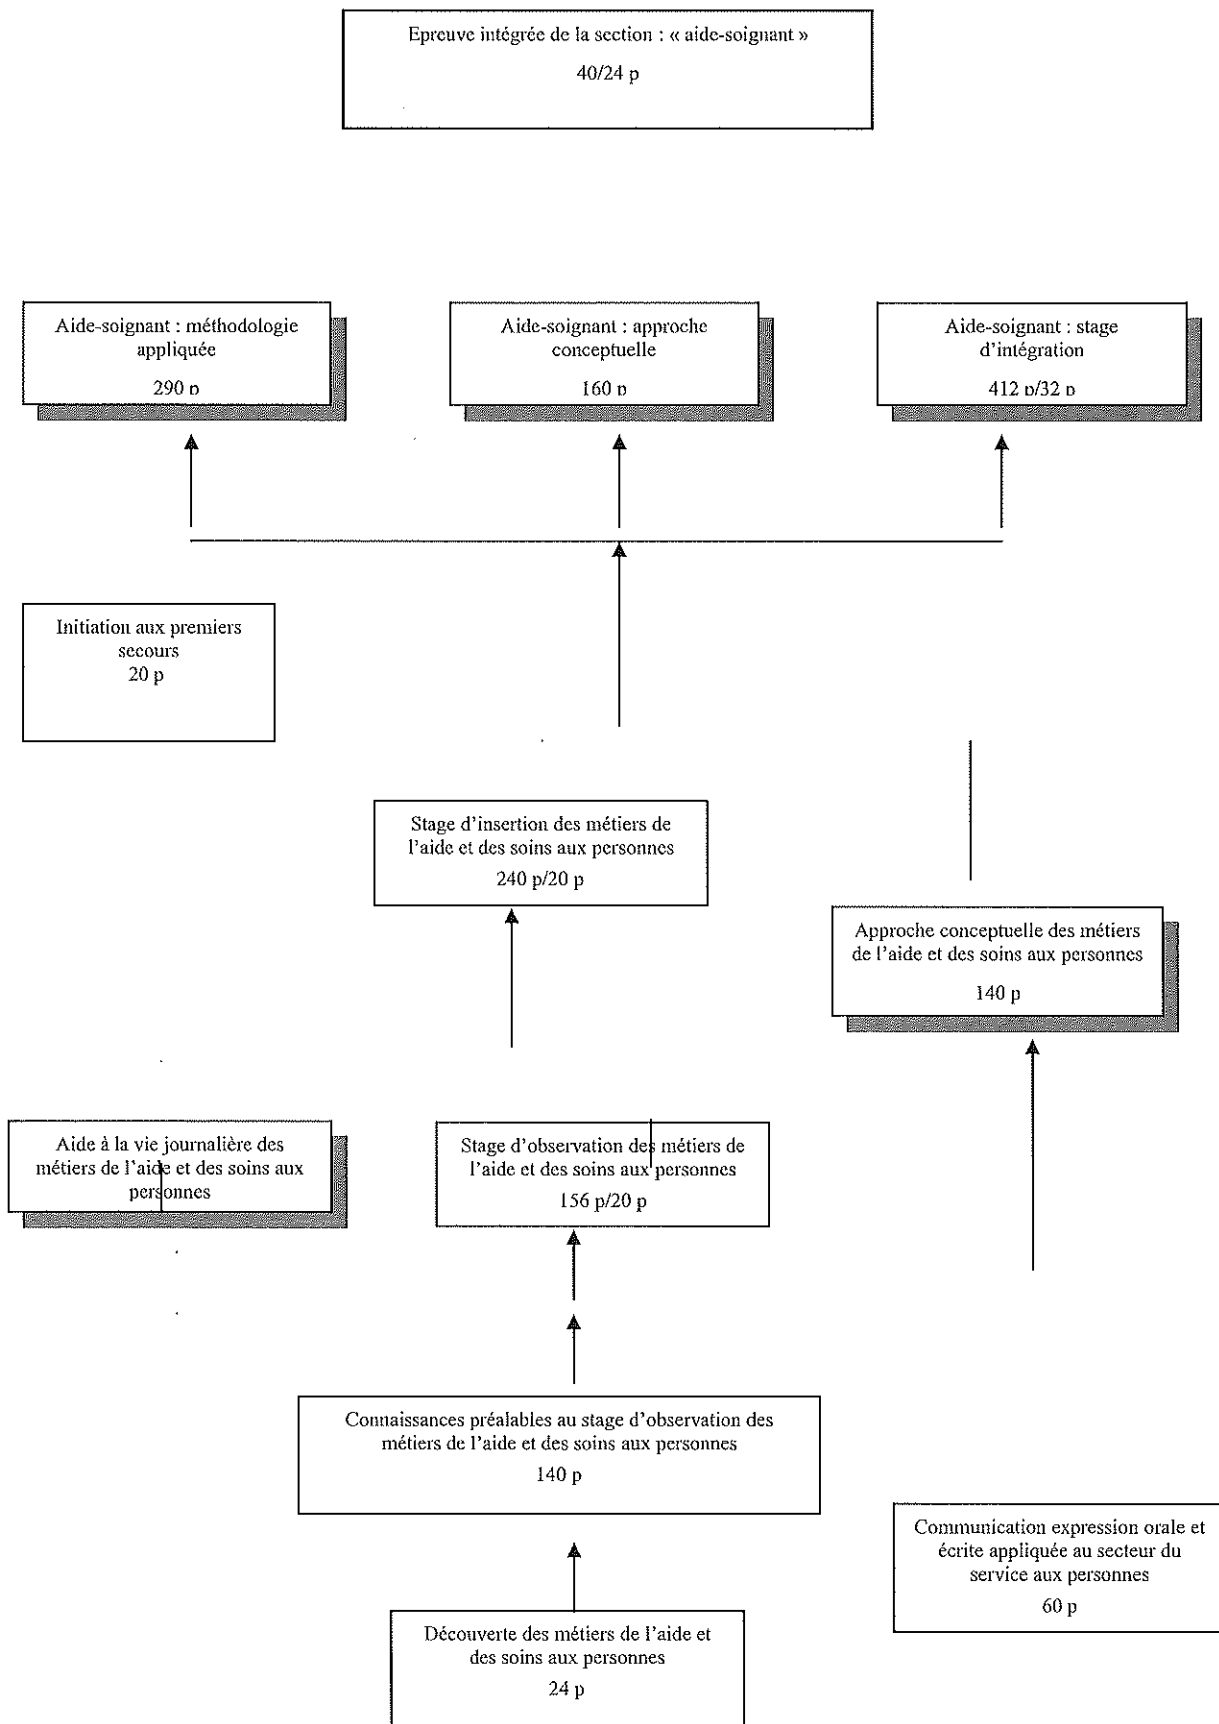 Epreuve intégrée de la section : « aide-soignant »
40/24 p
Aide-soignant : méthodologie
appliquée
290 p
Aide-soignant : approche
conceptuelle
160 p
Aide-soignant : stage
d'intégration
412 p/32 p
Initiation aux premiers
secours
20 p
Stage d'insertion des métiers de
l'aide et des soins aux personnes
240 p/20 p
Approche conceptuelle des métiers
de l'aide et des soins aux personnes
140 p
Aide à la vie journalière des
métiers de l'aide et des soins aux
personnes
Stage d'observation des métiers de
l'aide et des soins aux personnes
156 p/20 p
Connaissances préalables au stage d'observation des
métiers de l'aide et des soins aux personnes
140 p
Communication expression orale et
écrite appliquée au secteur du
service aux personnes
60 p
Découverte des métiers de l'aide et
des soins aux personnes
24 p